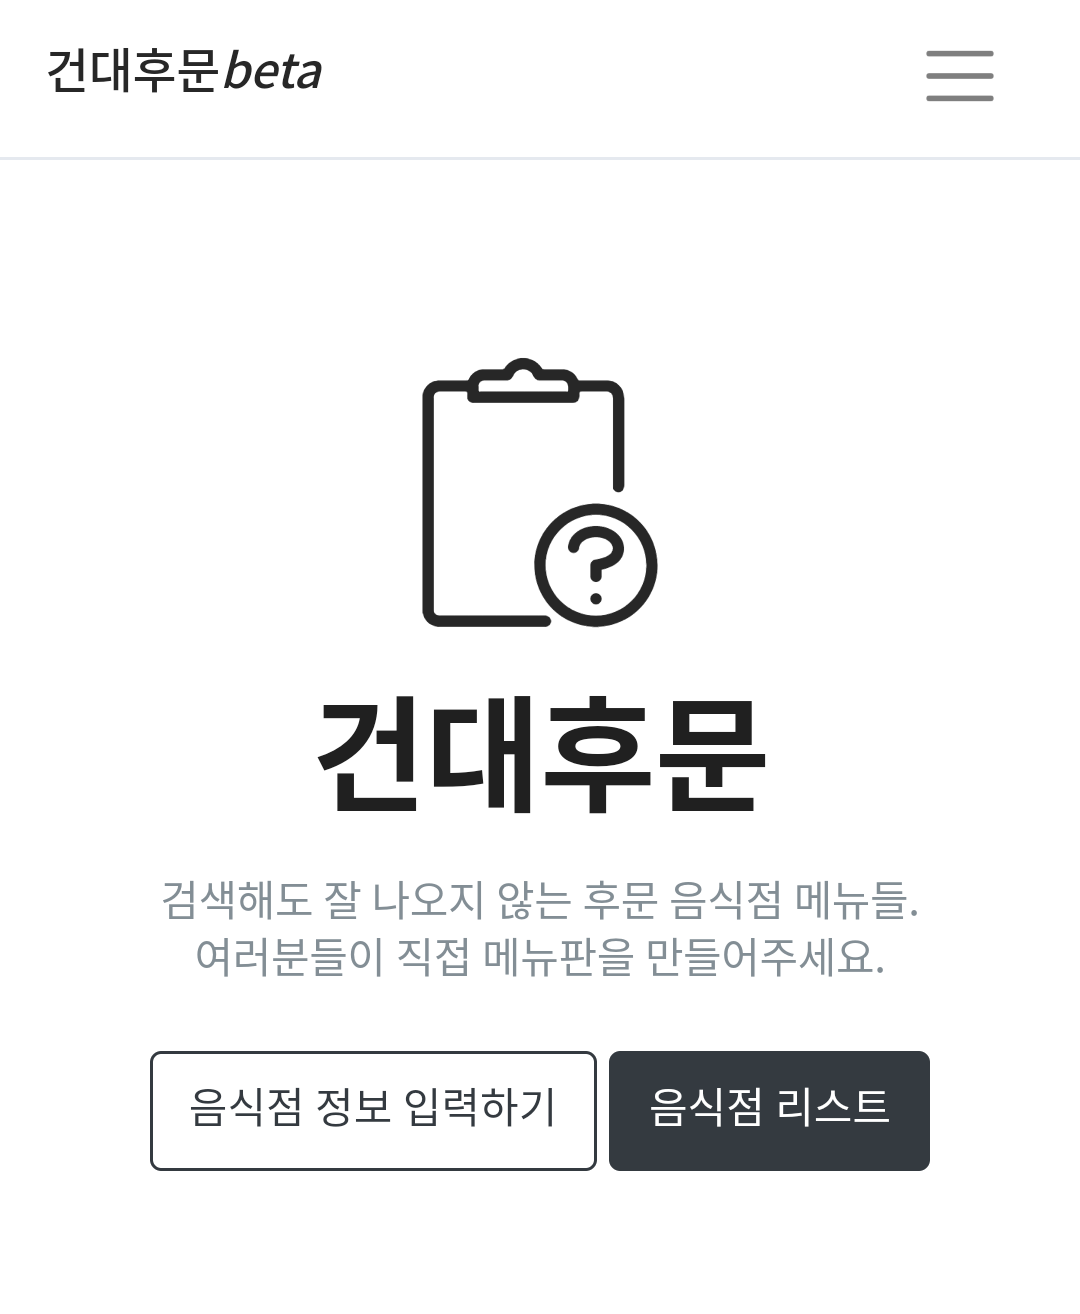 건대후문beta
?
건대후문
검색해도 잘 나오지 않는 후문 음식점 메뉴들.
여러분들이 직접 메뉴판을 만들어주세요.
음식점 정보 입력하기 음식점 리스트